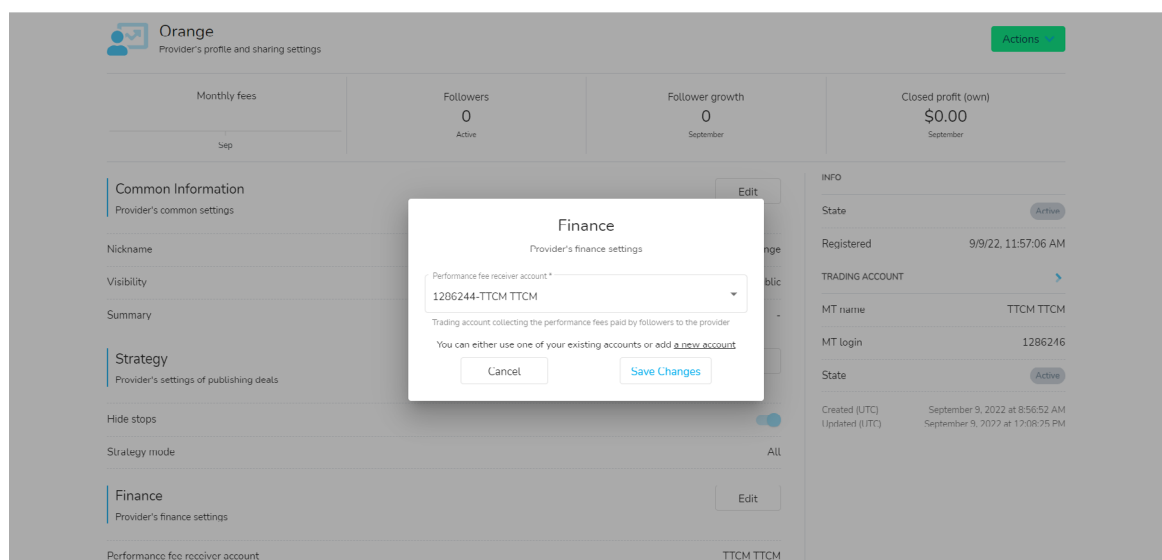 Orange
Provider's profile and sharing settings
Actions
Monthly fees
Sep
Followers
0
Active
Follower growth
0
September
Closed profit (own)
$0.00
September
Common Information
Provider's common settings
Edit
Nickname
nge
Visibility
blic
Summary
-
Strategy
Provider's settings of publishing deals
Hide stops
Strategy mode
All
Finance
Provider's finance settings
Edit
Performance fee receiver account
TTCM TTCM
Finance
Provider's finance settings
Performance fee receiver account *
1286244-TTCM TTCM
Trading account collecting the performance fees paid by followers to the provider
You can either use one of your existing accounts or add a new account
Cancel
Save Changes
INFO
State
Active
Registered
9/9/22, 11:57:06 AM
TRADING ACCOUNT
MT name
TTCM TTCM
MT login
1286246
State
Active
Created (UTC)
September 9, 2022 at 8:56:52 AM
Updated (UTC)
September 9, 2022 at 12:08:25 PM